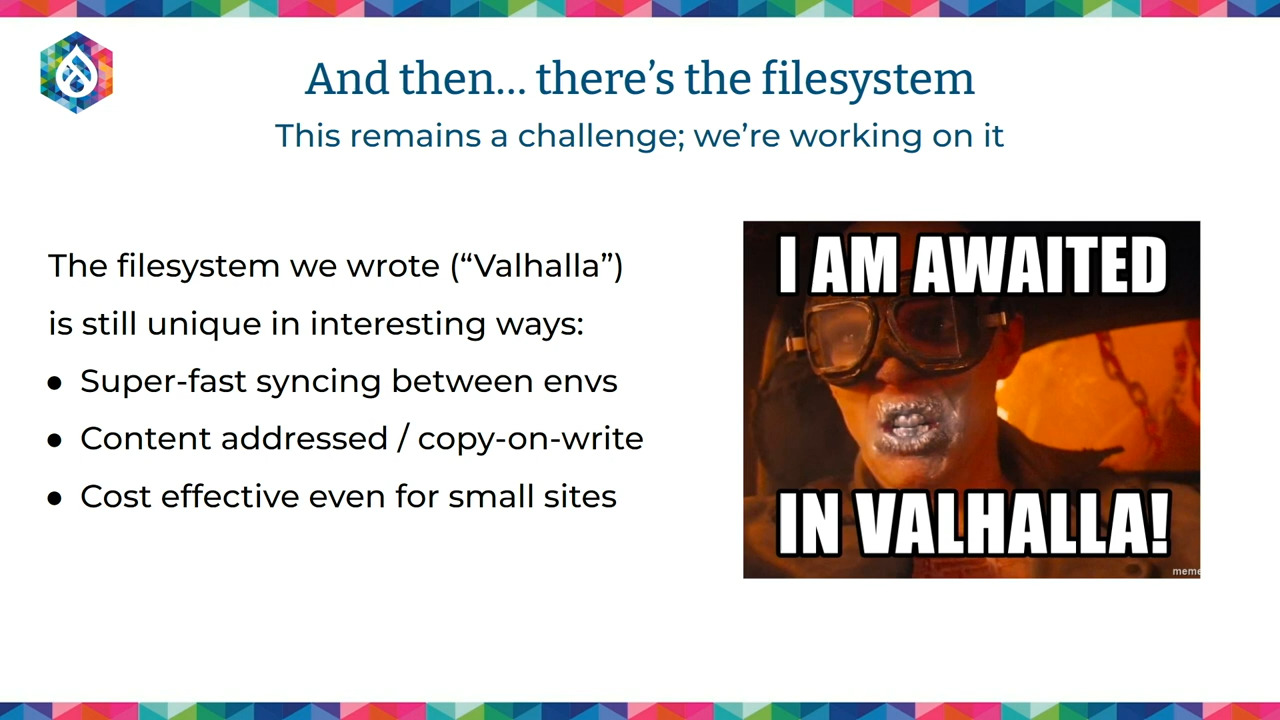 And then... there’s the filesystem
This remains a challenge; we’re working on it
The filesystem we wrote (“Valhalla”)
is still unique in interesting ways:
● Super-fast syncing between envs
● Content addressed / copy-on-write
● Cost effective even for small sites
I AM AWAITED
IN VALHALLA!
meme